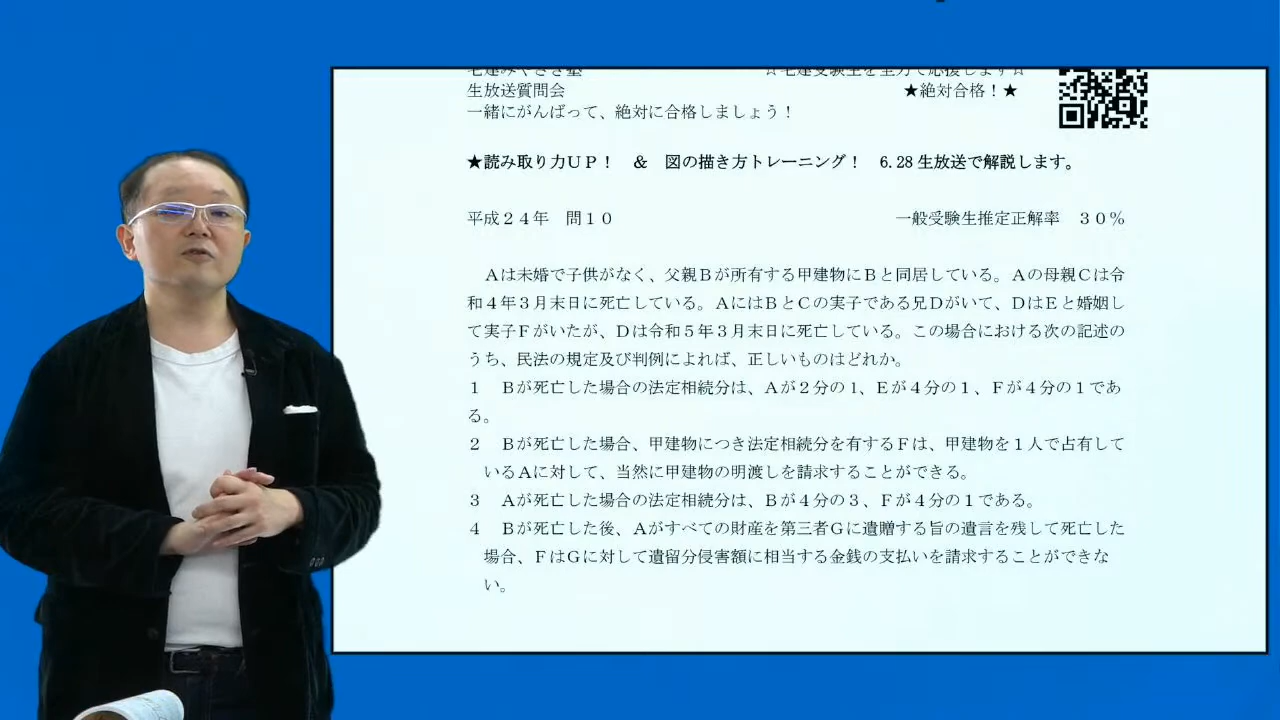 宅建みやざき塾 ☆宅建受験生を全力で応援します☆
生放送質問会 ★絶対合格！★
一緒にがんばって、絶対に合格しましょう！
★読み取り力ＵＰ！ ＆ 図の描き方トレーニング！ 6.28 生放送で解説します。
平成２４年 問１０ 一般受験生推定正解率 ３０％
Ａは未婚で子供がなく、父親Ｂが所有する甲建物にＢと同居している。Ａの母親Ｃは令
和４年３月末日に死亡している。ＡにはＢとＣの実子である兄Ｄがいて、ＤはＥと婚姻し
て実子Ｆがいたが、Ｄは令和５年３月末日に死亡している。この場合における次の記述の
うち、民法の規定及び判例によれば、正しいものはどれか。
１ Ｂが死亡した場合の法定相続分は、Ａが２分の１、Ｅが４分の１、Ｆが４分の１であ
る。
２ Ｂが死亡した場合、甲建物につき法定相続分を有するＦは、甲建物を１人で占有して
いるＡに対して、当然に甲建物の明渡しを請求することができる。
３ Ａが死亡した場合の法定相続分は、Ｂが４分の３、Ｆが４分の１である。
４ Ｂが死亡した後、Ａがすべての財産を第三者Ｇに遺贈する旨の遺言を残して死亡した
場合、ＦはＧに対して遺留分侵害額に相当する金銭の支払いを請求することができな
い。